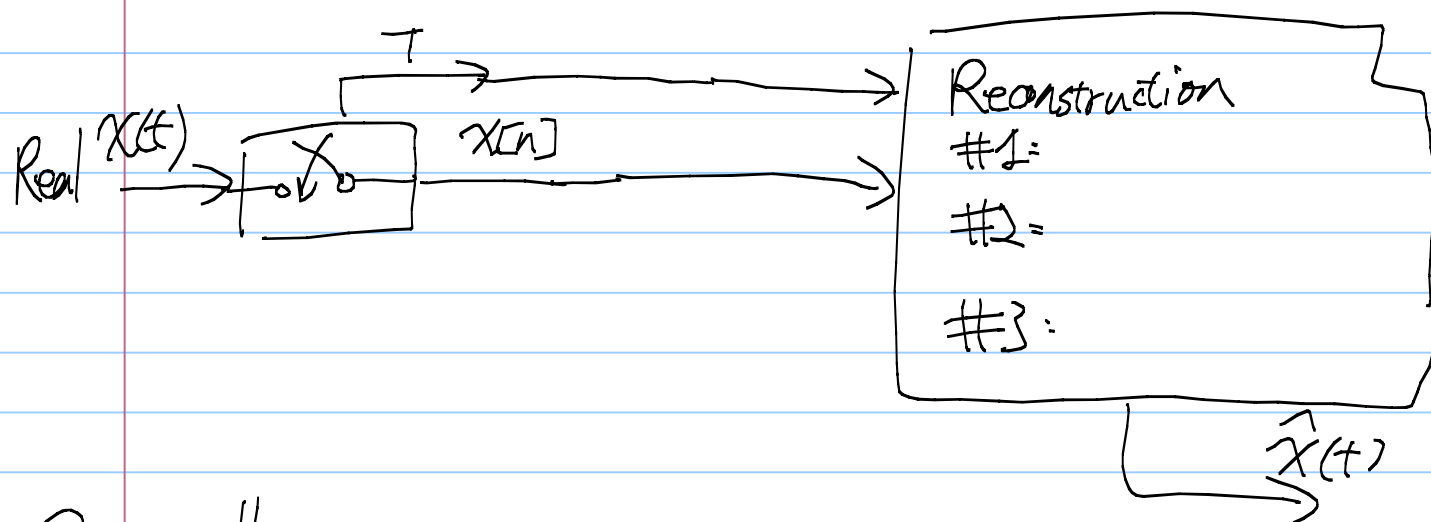 T
Real x(t)
x[n]
Reconstruction
#1:
#2:
#3:
x̂(t)